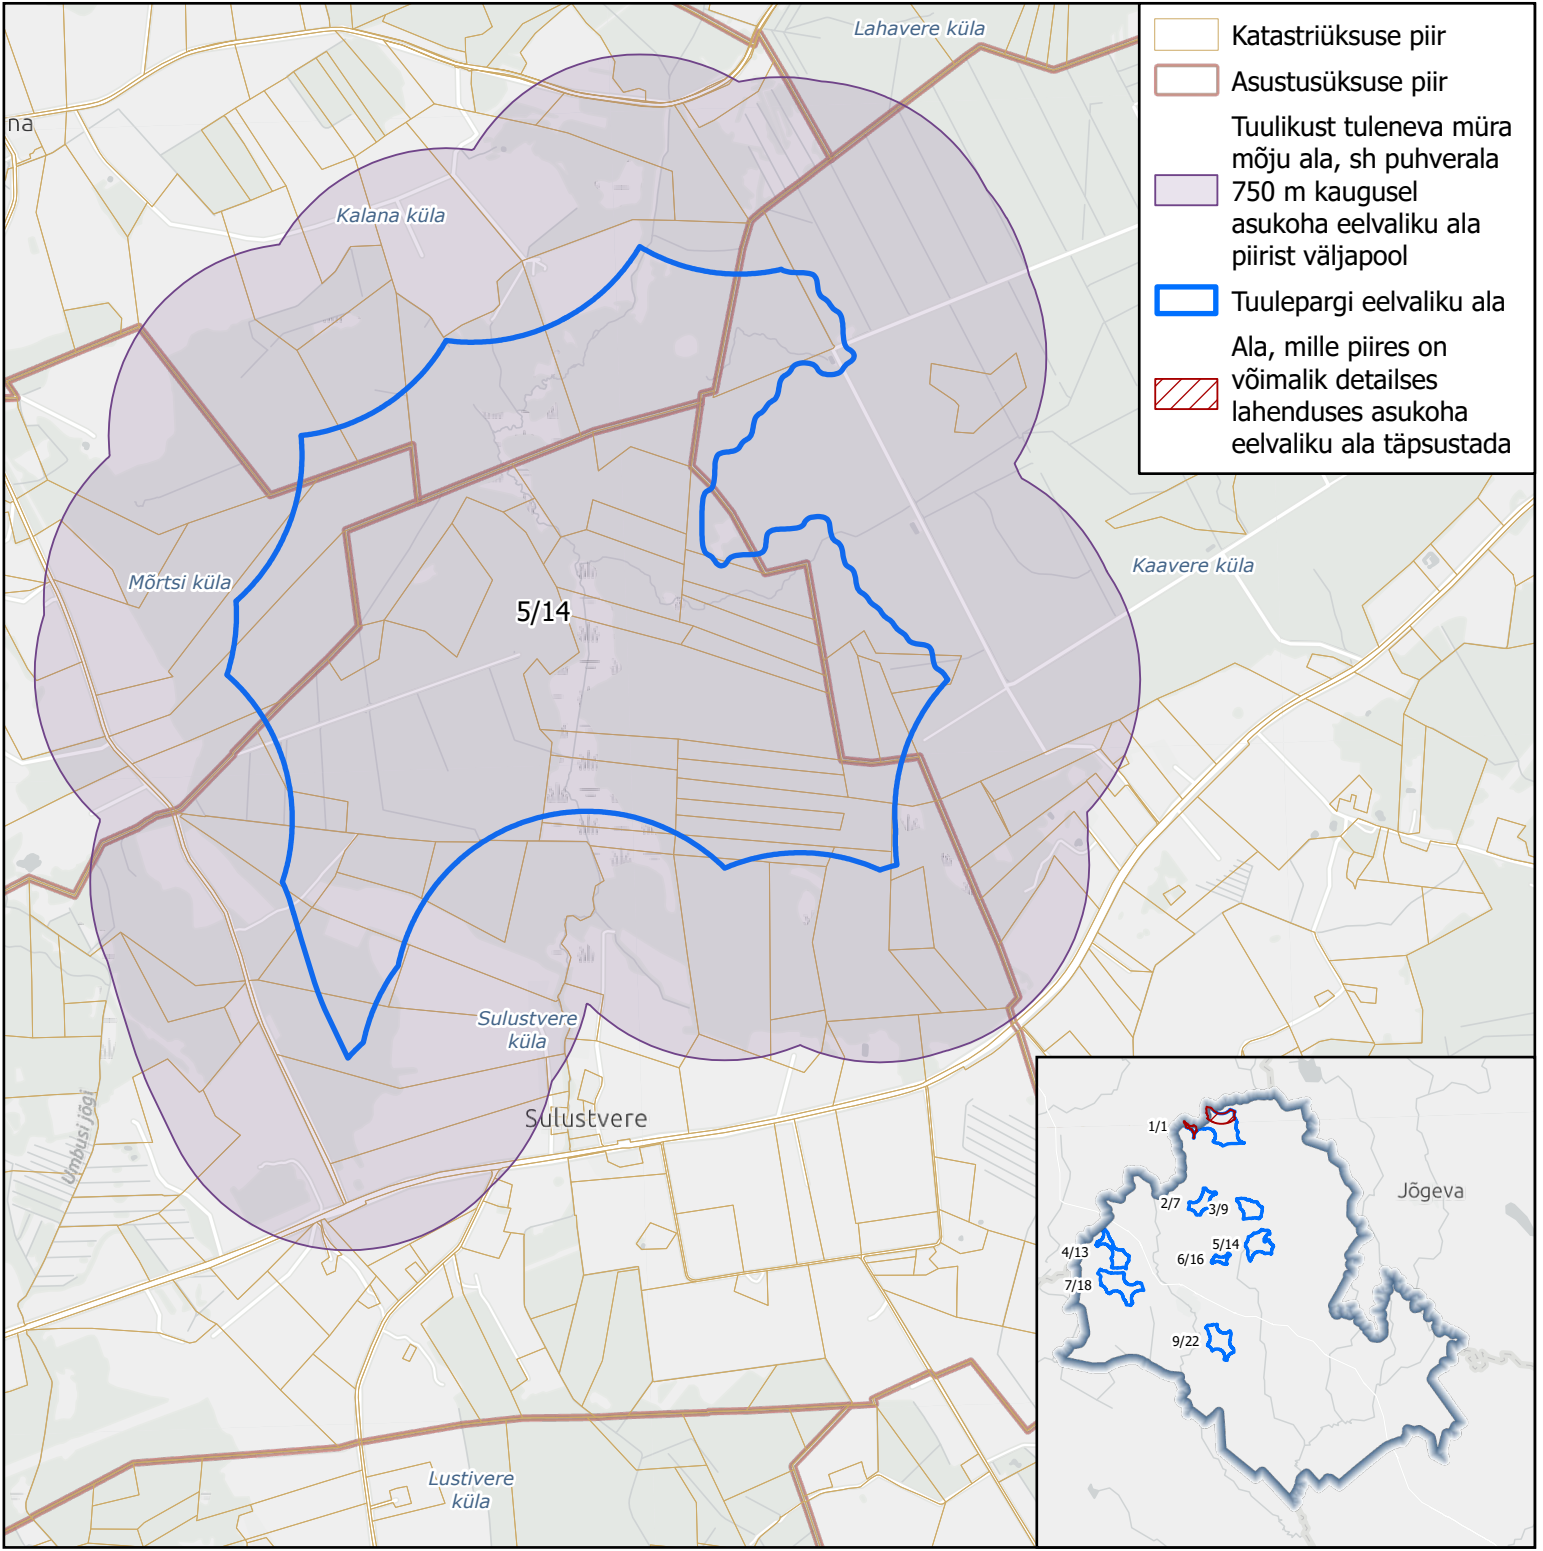 Lahavere küla
na
Kalana küla
Mõrtsi küla
Kaavere küla
5/14
Sulustvere
küla
Sulustvere
Umbusi jõgi
Lustivere
küla
Katastriüksuse piir
Asustusüksuse piir
Tuulikust tuleneva müra
mõju ala, sh puhverala
750 m kaugusel
asukoha eelvaliku ala
piirist väljapool
Tuulepargi eelvaliku ala
Ala, mille piires on
võimalik detailses
lahenduses asukoha
eelvaliku ala täpsustada
1/1
Jõgeva
2/7
3/9
4/13
5/14
6/16
7/18
9/22